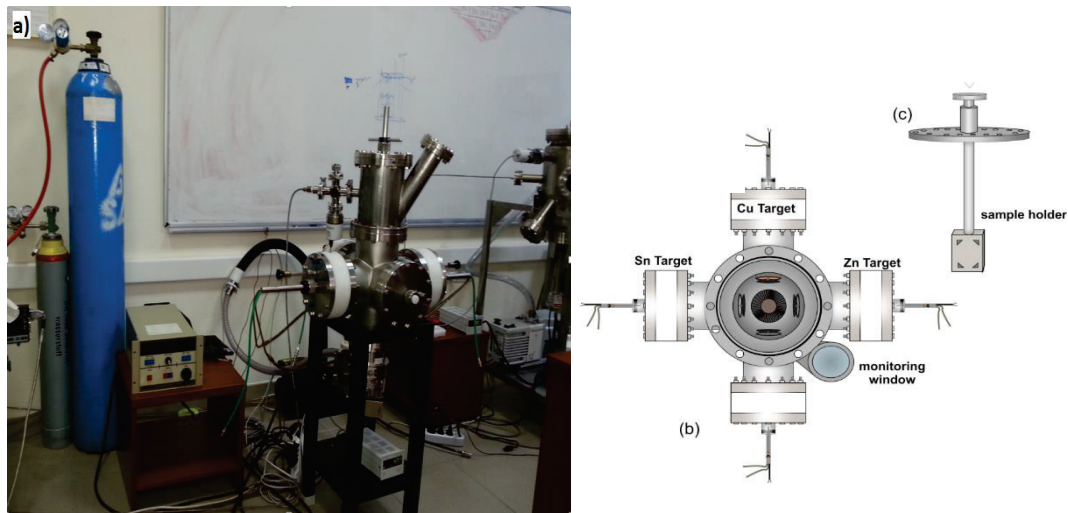 a)
(c)
Cu Target
sample holder
Sn Target
Zn Target
monitoring
window
(b)